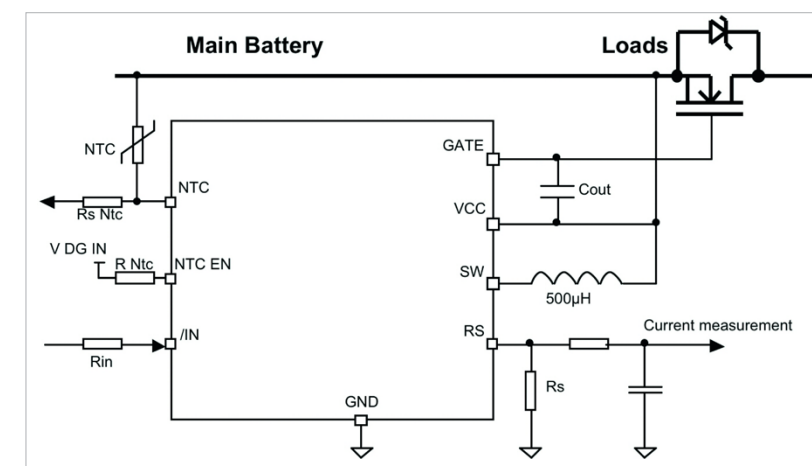 Main Battery
Loads
NTC
GATE
NTC
Cout
Rs Ntc
VCC
V DG IN
R Ntc
NTC EN
SW
500µH
/IN
RS
Current measurement
Rin
Rs
GND